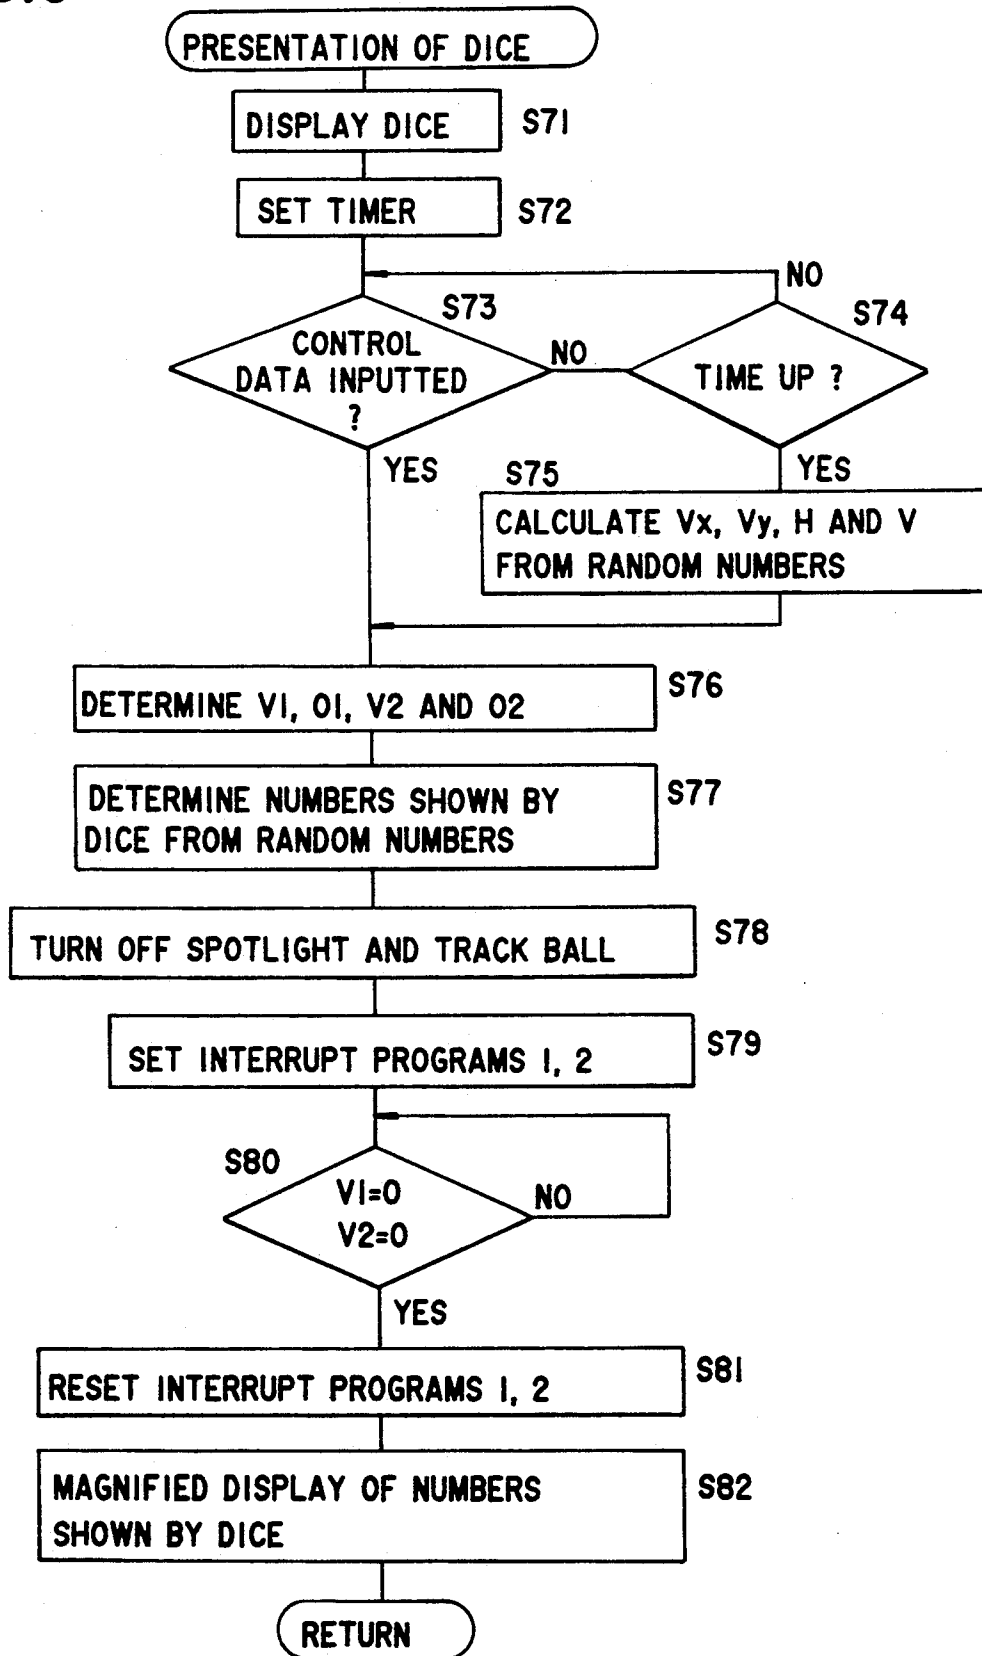 PRESENTATION OF DICE
DISPLAY DICE
S71
SET TIMER
S72
NO
S73
S74
CONTROL
DATA INPUTTED
?
NO
TIME UP ?
YES
YES
S75
CALCULATE Vx, Vy, H AND V
FROM RANDOM NUMBERS
S76
DETERMINE V1, O1, V2 AND O2
S77
DETERMINE NUMBERS SHOWN BY
DICE FROM RANDOM NUMBERS
S78
TURN OFF SPOTLIGHT AND TRACK BALL
S79
SET INTERRUPT PROGRAMS 1, 2
S80
V1=0
V2=0
NO
YES
S81
RESET INTERRUPT PROGRAMS 1, 2
MAGNIFIED DISPLAY OF NUMBERS
SHOWN BY DICE
S82
RETURN